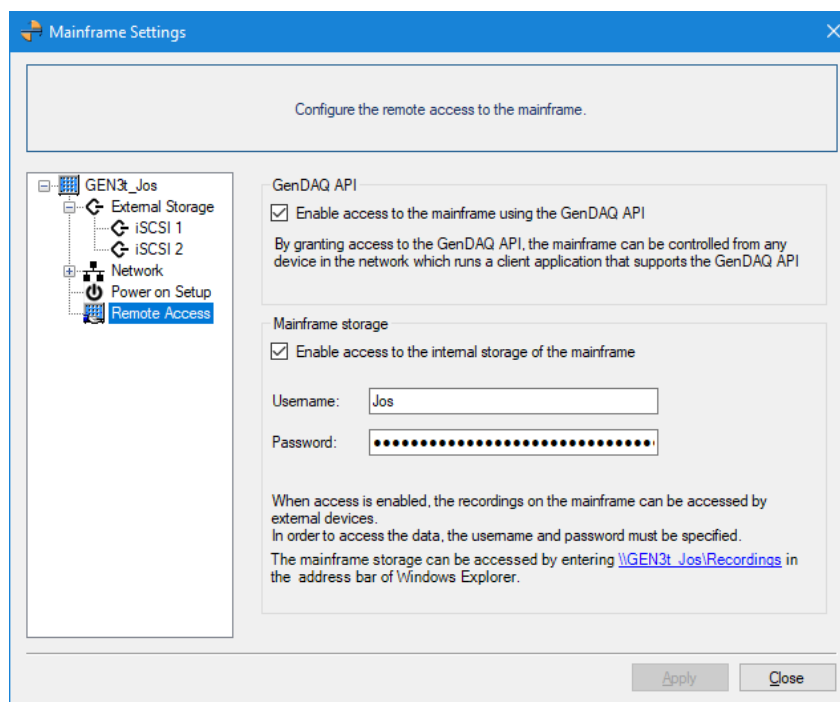 Mainframe Settings
Configure the remote access to the mainframe.
GEN3t_Jos
External Storage
iSCSI 1
iSCSI 2
Network
Power on Setup
Remote Access
GenDAQ API
Enable access to the mainframe using the GenDAQ API
By granting access to the GenDAQ API, the mainframe can be controlled from any
device in the network which runs a client application that supports the GenDAQ API
Mainframe storage
Enable access to the internal storage of the mainframe
Username:
Jos
Password:
When access is enabled, the recordings on the mainframe can be accessed by
external devices.
In order to access the data, the username and password must be specified.
The mainframe storage can be accessed by entering \\GEN3t_Jos\Recordings in
the address bar of Windows Explorer.
Apply
Close